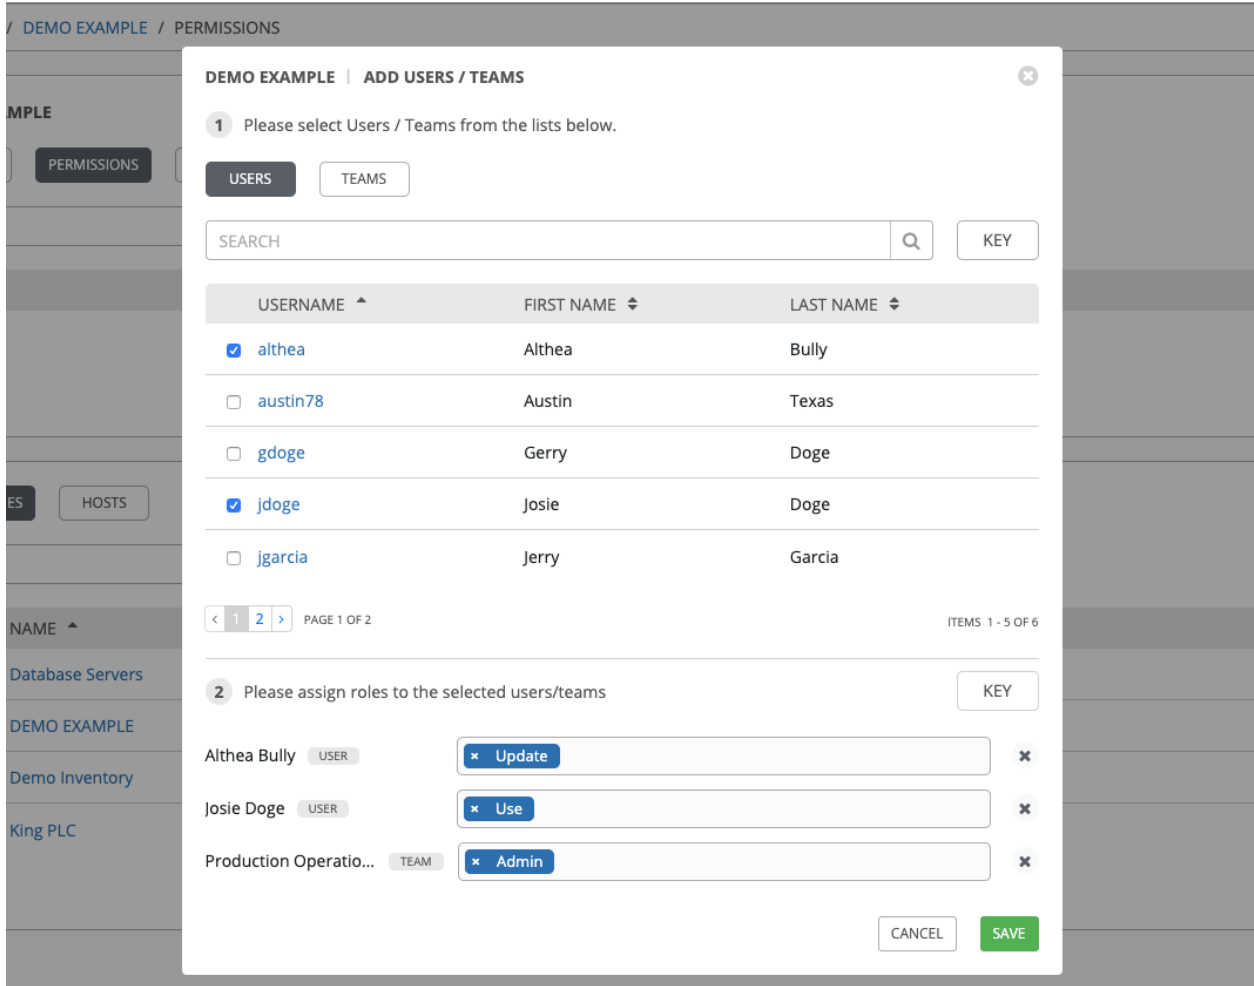 / DEMO EXAMPLE / PERMISSIONS
DEMO EXAMPLE | ADD USERS / TEAMS
1 Please select Users / Teams from the lists below.
USERS TEAMS
SEARCH KEY
USERNAME FIRST NAME LAST NAME
althea Althea Bully
austin78 Austin Texas
gdoge Gerry Doge
jdoge Josie Doge
jgarcia Jerry Garcia
< 1 2 > PAGE 1 OF 2 ITEMS 1 - 5 OF 6
2 Please assign roles to the selected users/teams KEY
Althea Bully USER × Update
Josie Doge USER × Use
Production Operatio... TEAM × Admin
CANCEL SAVE
MPLE
PERMISSIONS
ES HOSTS
NAME
Database Servers
DEMO EXAMPLE
Demo Inventory
King PLC